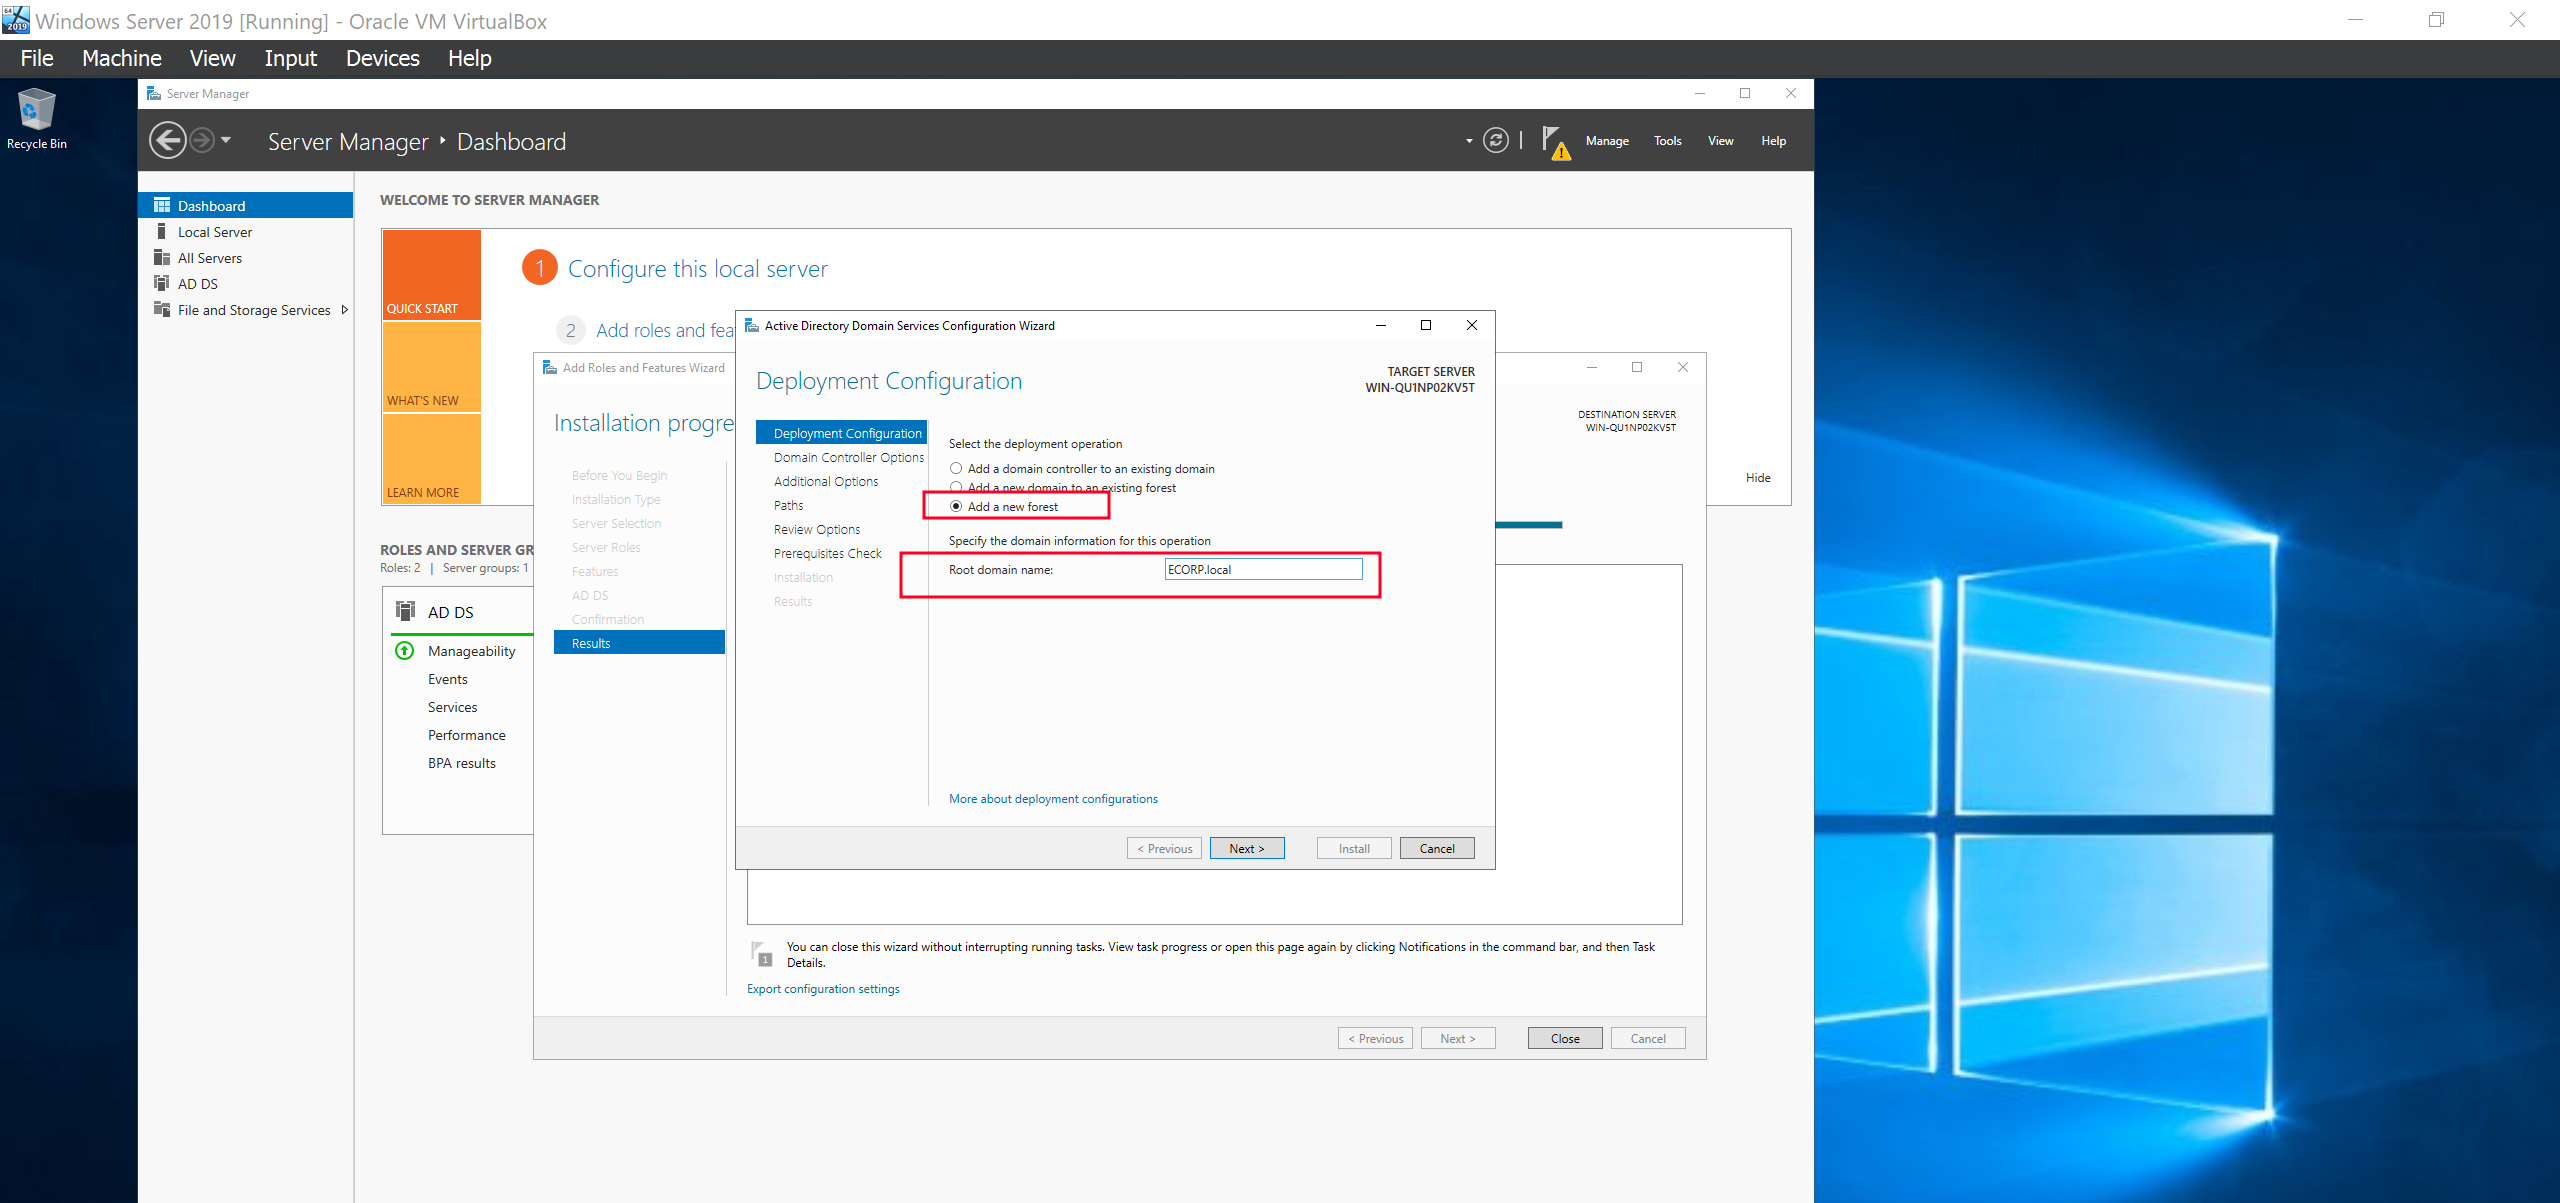 Windows Server 2019 [Running] - Oracle VM VirtualBox
File Machine View Input Devices Help
Recycle Bin
Server Manager
Server Manager Dashboard
Manage Tools View Help
Dashboard
Local Server
All Servers
AD DS
File and Storage Services
WELCOME TO SERVER MANAGER
QUICK START
WHAT'S NEW
LEARN MORE
1 Configure this local server
2 Add roles and fea
Hide
ROLES AND SERVER GR
Roles: 2 | Server groups: 1
AD DS
Manageability
Events
Services
Performance
BPA results
Add Roles and Features Wizard
Installation progre
DESTINATION SERVER
WIN-QU1NP02KV5T
Before You Begin
Installation Type
Server Selection
Server Roles
Features
AD DS
Confirmation
Results
Active Directory Domain Services Configuration Wizard
Deployment Configuration
TARGET SERVER
WIN-QU1NP02KV5T
Deployment Configuration
Domain Controller Options
Additional Options
Paths
Review Options
Prerequisites Check
Installation
Results
Select the deployment operation
Add a domain controller to an existing domain
Add a new domain to an existing forest
Add a new forest
Specify the domain information for this operation
Root domain name: ECORP.local
More about deployment configurations
< Previous Next > Install Cancel
1
You can close this wizard without interrupting running tasks. View task progress or open this page again by clicking Notifications in the command bar, and then Task
Details.
Export configuration settings
< Previous Next > Close Cancel